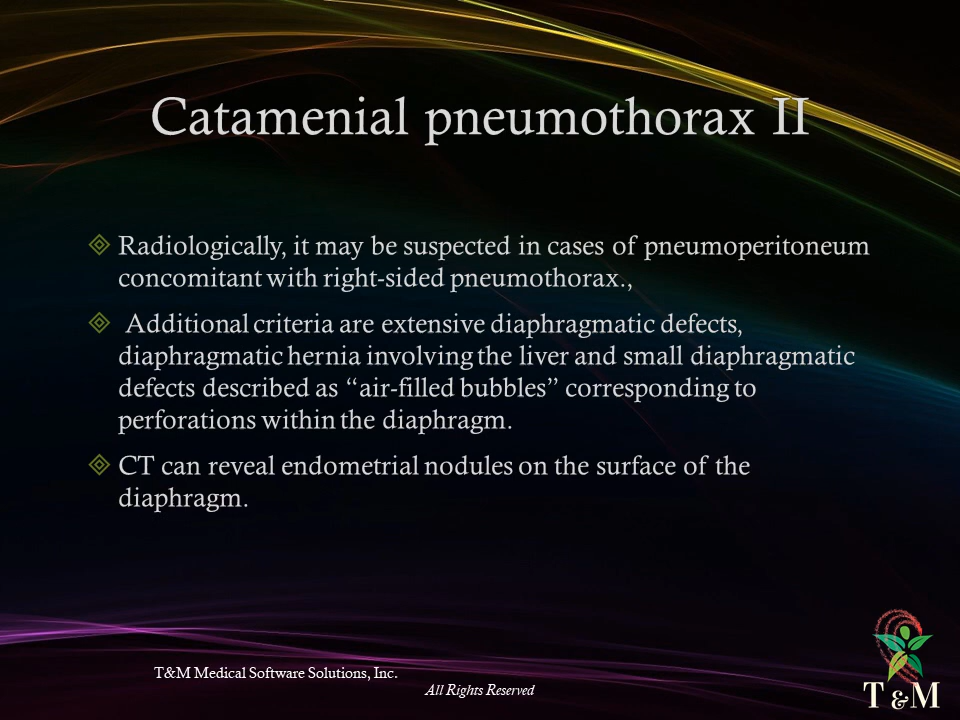 Catamenial pneumothorax II
Radiologically, it may be suspected in cases of pneumoperitoneum
concomitant with right-sided pneumothorax.,
Additional criteria are extensive diaphragmatic defects,
diaphragmatic hernia involving the liver and small diaphragmatic
defects described as “air-filled bubbles” corresponding to
perforations within the diaphragm.
CT can reveal endometrial nodules on the surface of the
diaphragm.
T&M Medical Software Solutions, Inc.
All Rights Reserved
T & M